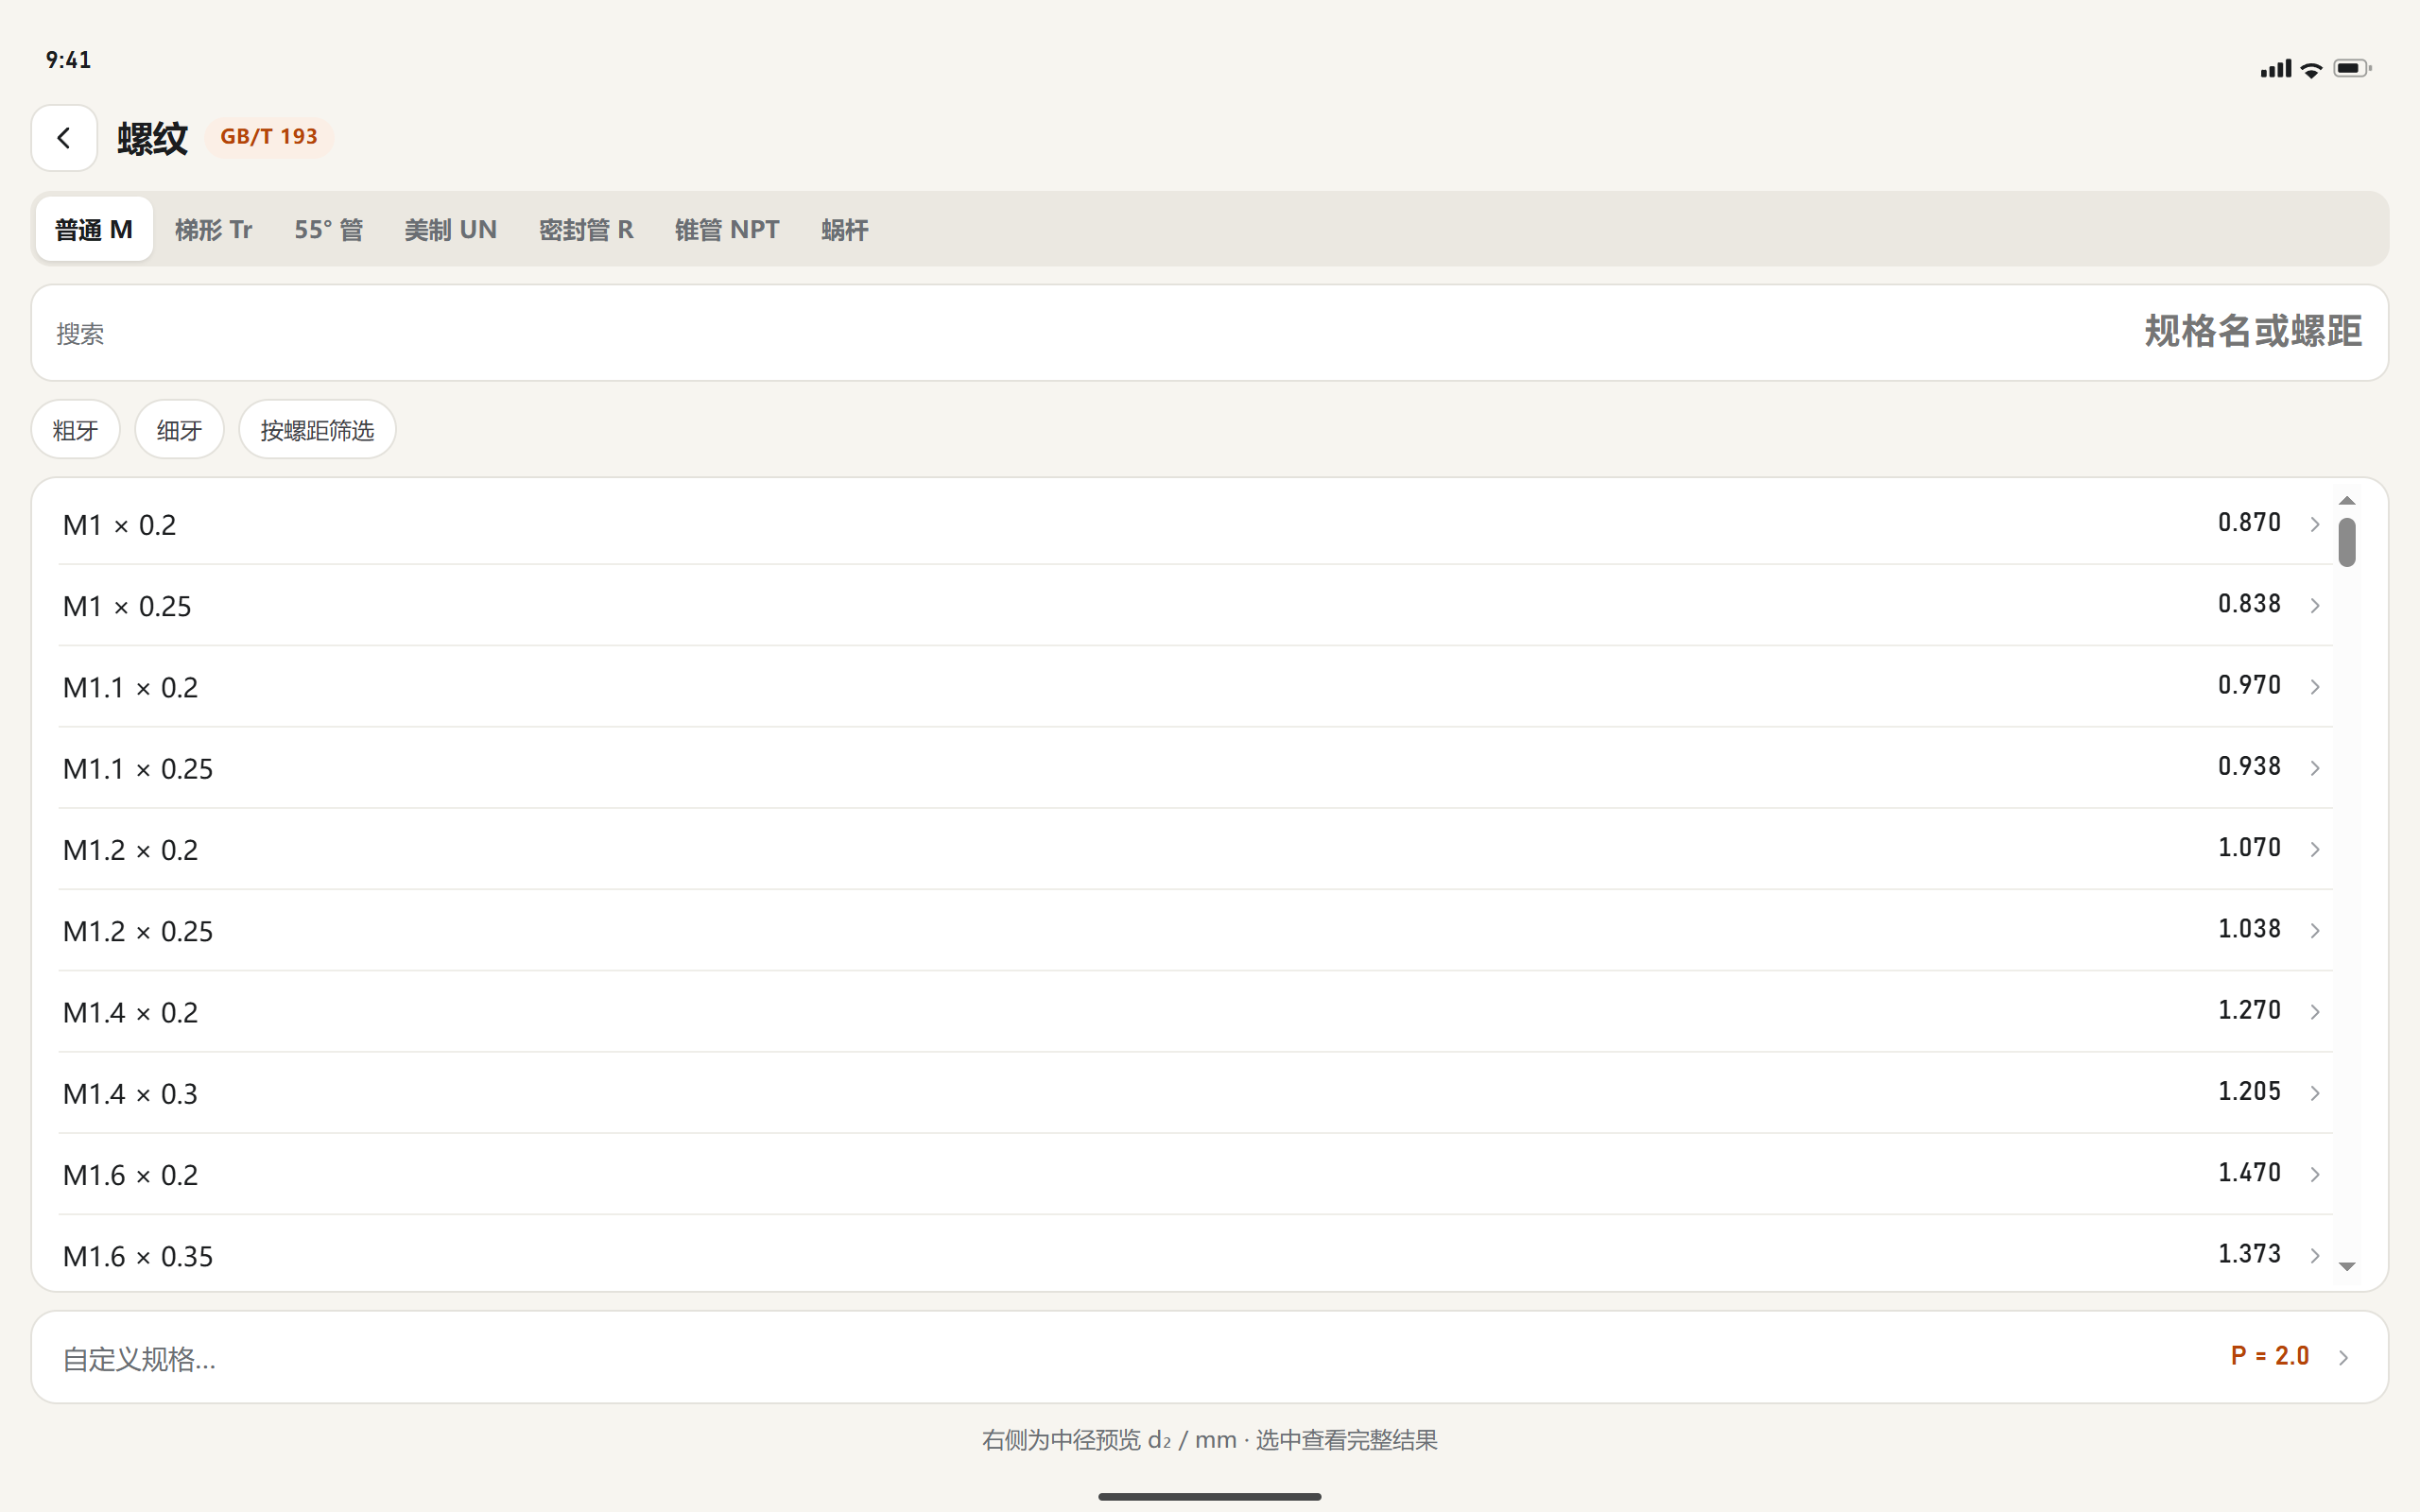 9:41
螺纹 GB/T 193
普通 M 梯形 Tr 55° 管 美制 UN 密封管 R 锥管 NPT 蜗杆
搜索 规格名或螺距
粗牙 细牙 按螺距筛选
M1 × 0.2 0.870
M1 × 0.25 0.838
M1.1 × 0.2 0.970
M1.1 × 0.25 0.938
M1.2 × 0.2 1.070
M1.2 × 0.25 1.038
M1.4 × 0.2 1.270
M1.4 × 0.3 1.205
M1.6 × 0.2 1.470
M1.6 × 0.35 1.373
自定义规格... P = 2.0
右侧为中径预览 d₂ / mm · 选中查看完整结果